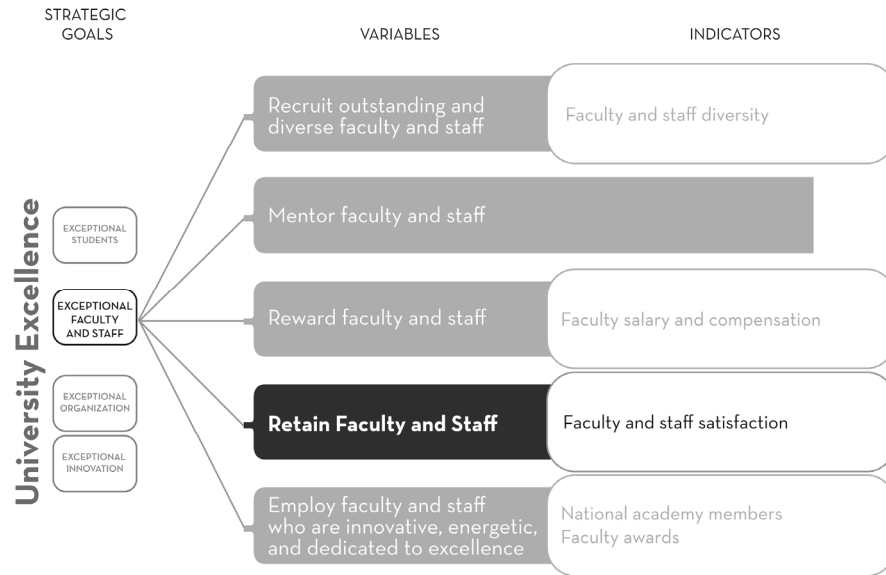 STRATEGIC
GOALS
VARIABLES
INDICATORS
University Excellence
EXCEPTIONAL
STUDENTS
EXCEPTIONAL
FACULTY
AND STAFF
EXCEPTIONAL
ORGANIZATION
EXCEPTIONAL
INNOVATION
Recruit outstanding and
diverse faculty and staff
Faculty and staff diversity
Mentor faculty and staff
Reward faculty and staff
Faculty salary and compensation
Retain Faculty and Staff
Faculty and staff satisfaction
Employ faculty and staff
who are innovative, energetic,
and dedicated to excellence
National academy members
Faculty awards